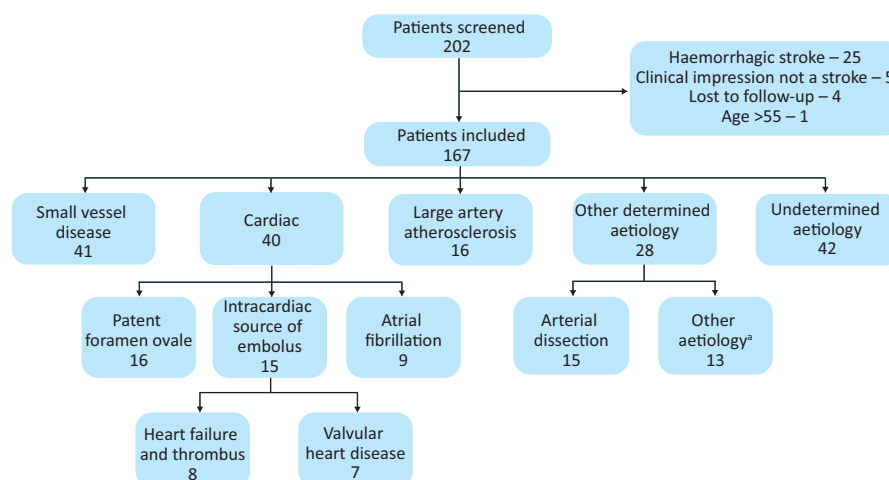 Patients screened
202
Haemorrhagic stroke – 25
Clinical impression not a stroke – 5
Lost to follow-up – 4
Age >55 – 1
Patients included
167
Small vessel
disease
41
Cardiac
40
Large artery
atherosclerosis
16
Other determined
aetiology
28
Undetermined
aetiology
42
Patent
foramen ovale
16
Intracardiac
source of
embolus
15
Atrial
fibrillation
9
Arterial
dissection
15
Other
aetiologyᵃ
13
Heart failure
and thrombus
8
Valvular
heart disease
7